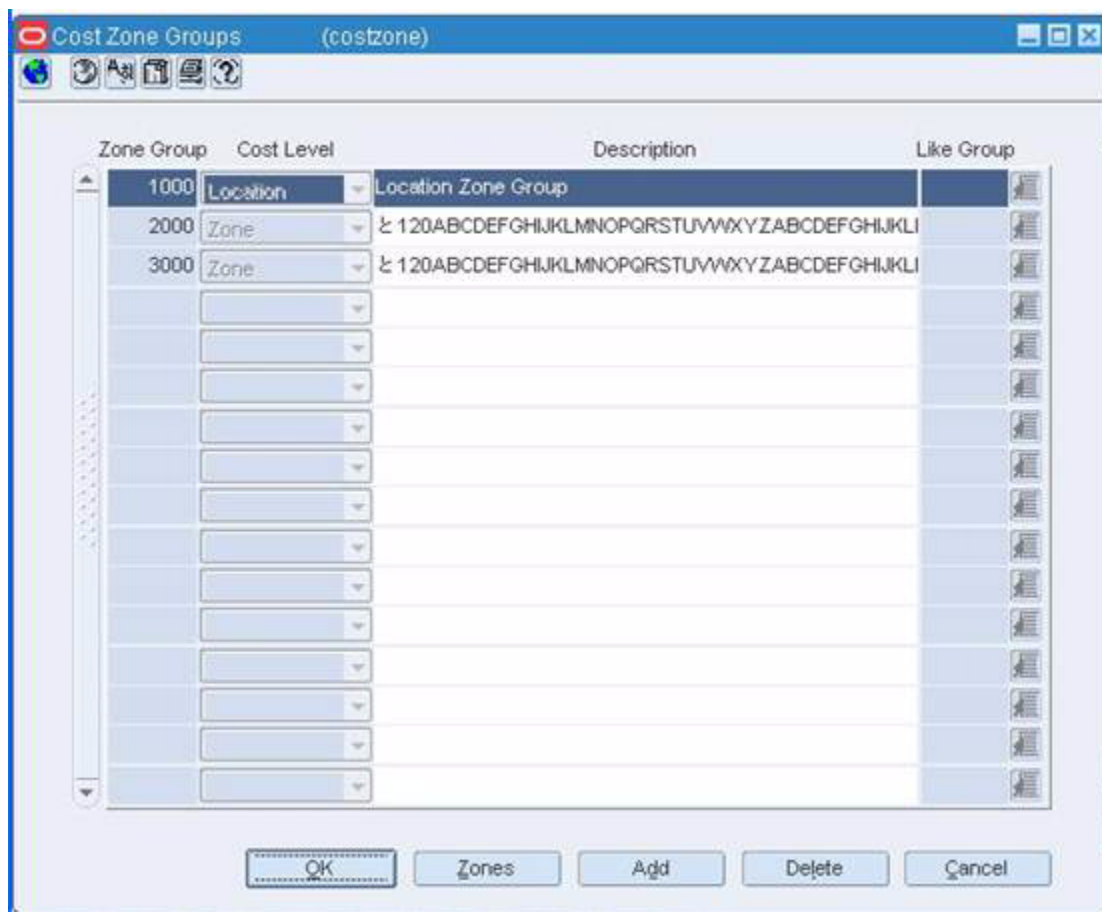 Cost Zone Groups (costzone)
Zone Group Cost Level Description Like Group
1000 Location Location Zone Group
2000 Zone と120ABCDEFGHIJKLMNOPQRSTUVWXYZABCDEFGHIJKL
3000 Zone と120ABCDEFGHIJKLMNOPQRSTUVWXYZABCDEFGHIJKL
OK Zones Add Delete Cancel